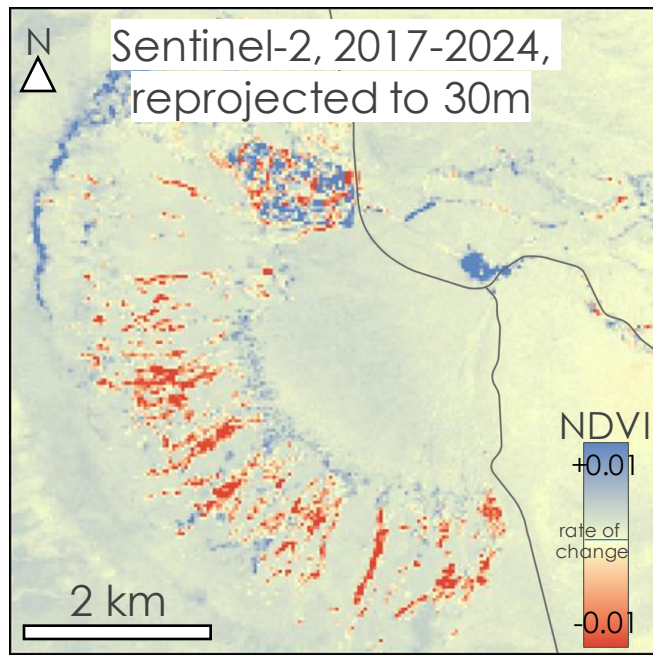 Sentinel-2, 2017-2024,
reprojected to 30m
N
NDVI
+0.01
rate of
change
-0.01
2 km